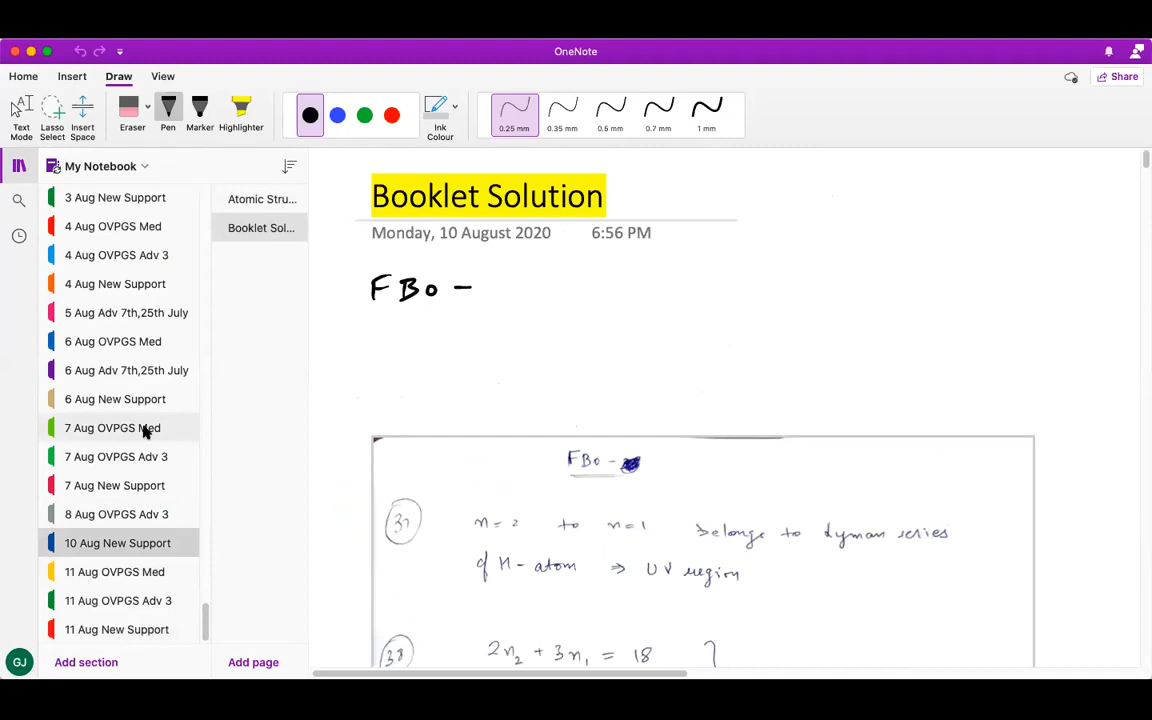 OneNote
Home Insert Draw View Share
Text Mode Lasso Select Insert Space Eraser Pen Marker Highlighter Ink Colour 0.25 mm 0.35 mm 0.5 mm 0.7 mm 1 mm
My Notebook
3 Aug New Support
4 Aug OVPGS Med
4 Aug OVPGS Adv 3
4 Aug New Support
5 Aug Adv 7th,25th July
6 Aug OVPGS Med
6 Aug Adv 7th,25th July
6 Aug New Support
7 Aug OVPGS Med
7 Aug OVPGS Adv 3
7 Aug New Support
8 Aug OVPGS Adv 3
10 Aug New Support
11 Aug OVPGS Med
11 Aug OVPGS Adv 3
11 Aug New Support
GJ Add section
Atomic Stru...
Booklet Sol...
Add page
Booklet Solution
Monday, 10 August 2020 6:56 PM
FBO -
FBO -
n = 2 to n = 1 belongs to Lyman series
of H-atom ⇒ UV region
38 2n₂ + 3n₁ = 18